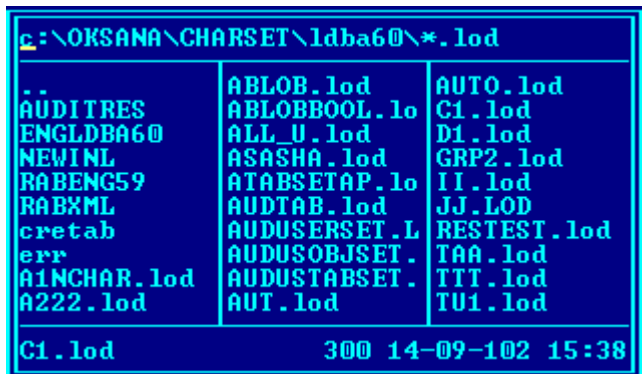 c:\OKSANA\CHARSET\ldba60\*.lod
..
AUDITRES
ENGLDBA60
NEWINL
RABENG59
RABXML
cretab
err
A1NCHAR.lod
A222.lod
ABLOB.lod
ABLOBBOOL.lo
ALL_U.lod
ASASHA.lod
ATABSETAP.lo
AUDTAB.lod
AUDUSERSET.L
AUDUSOBJSET.
AUDUSTABSET.
AUT.lod
AUTO.lod
C1.lod
D1.lod
GRP2.lod
II.lod
JJ.LOD
RESTEST.lod
TAA.lod
TTT.lod
TU1.lod
C1.lod 300 14-09-102 15:38